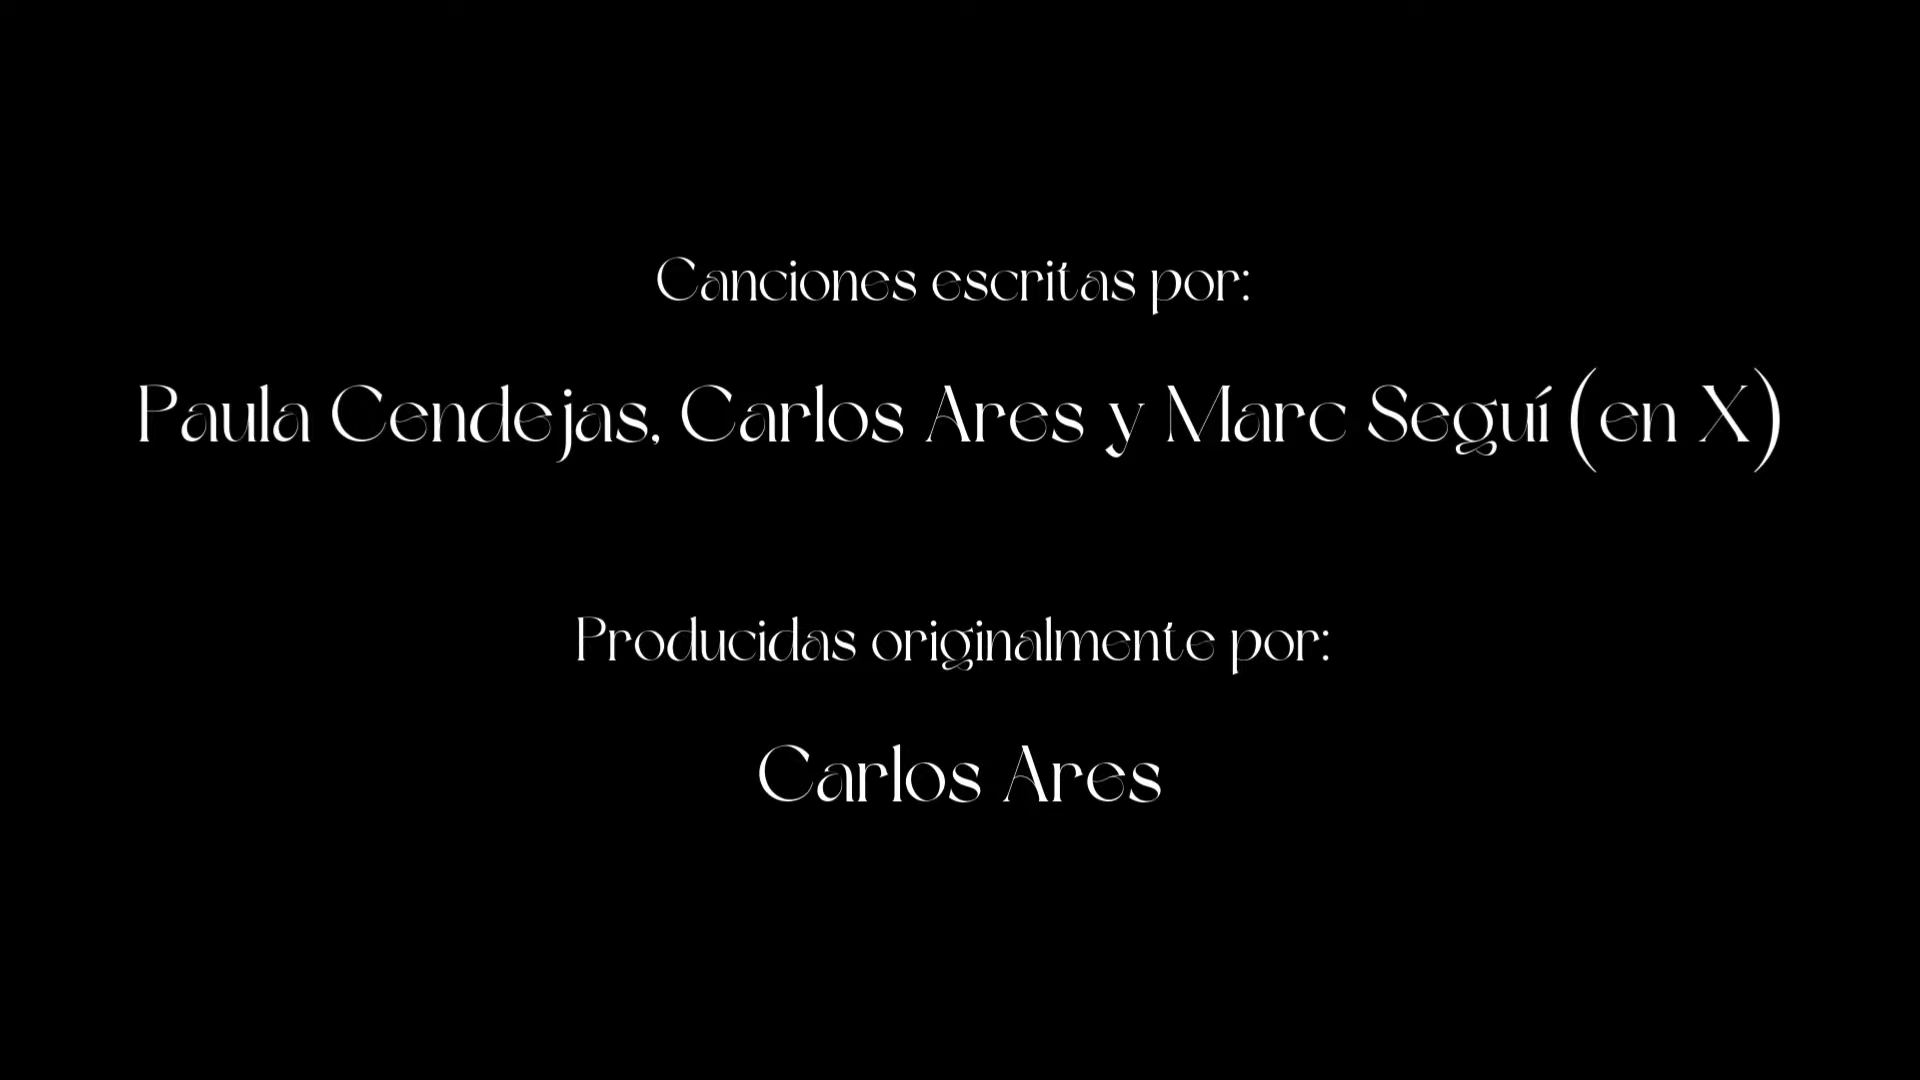 Canciones escritas por:
Paula Cendejas, Carlos Ares y Marc Seguí (en X)
Producidas originalmente por:
Carlos Ares